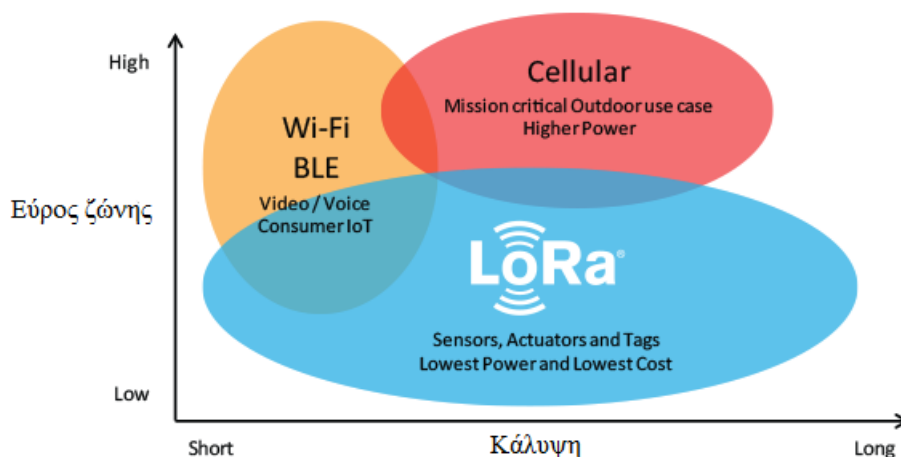 High
Cellular
Mission critical Outdoor use case
Higher Power
Wi-Fi
BLE
Video / Voice
Consumer IoT
Εύρος ζώνης
LoRa®
Sensors, Actuators and Tags
Lowest Power and Lowest Cost
Low
Short
Κάλυψη
Long